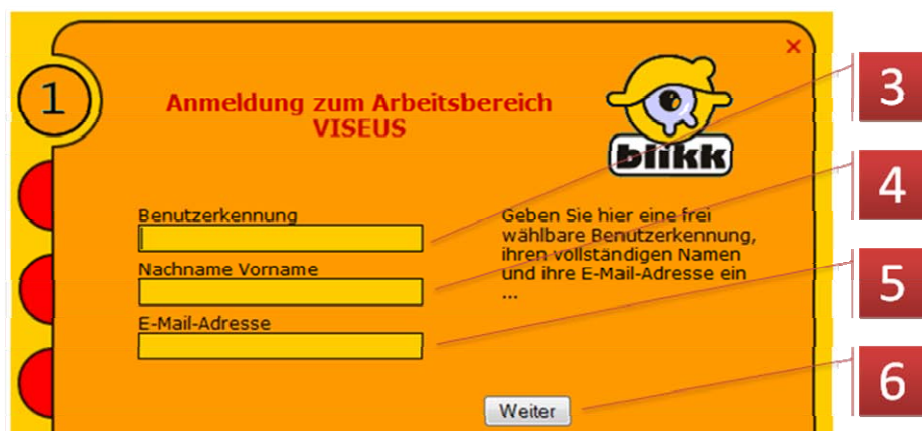 ×
1
Anmeldung zum Arbeitsbereich
VISEUS
blikk
3
4
Benutzerkennung
Nachname Vorname
E-Mail-Adresse
Geben Sie hier eine frei
wählbare Benutzerkennung,
ihren vollständigen Namen
und ihre E-Mail-Adresse ein
...
5
6
Weiter